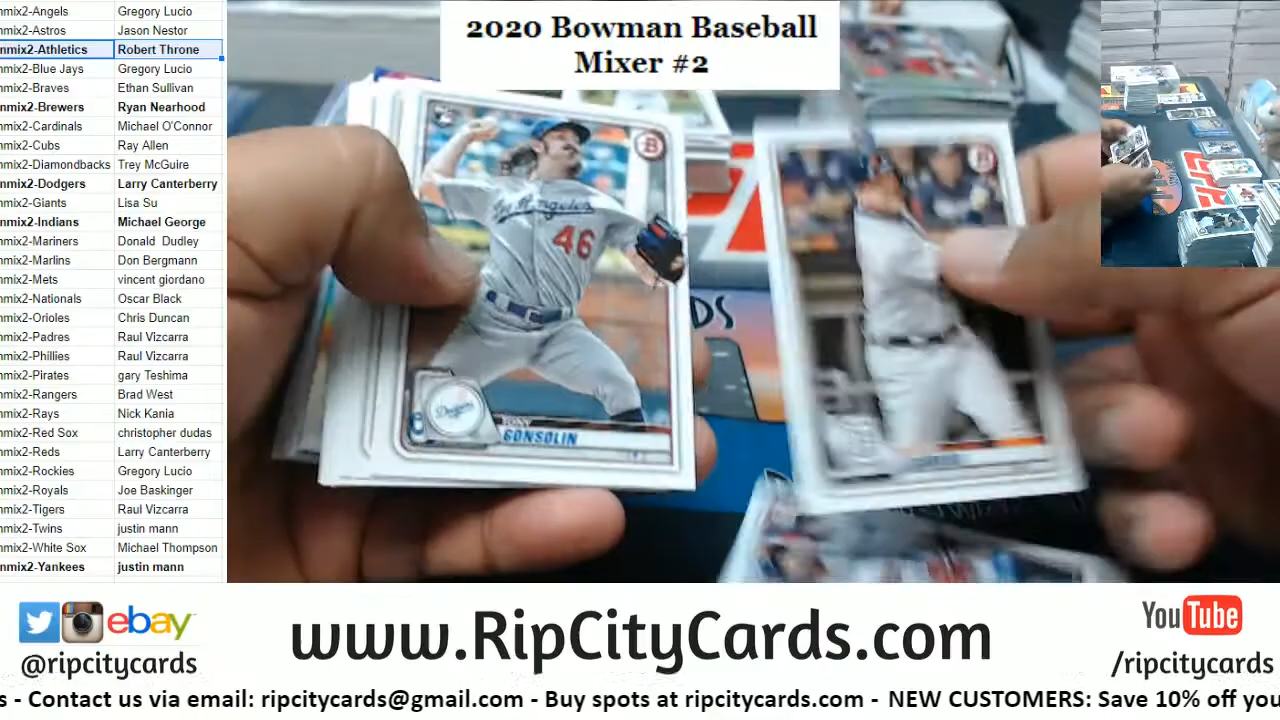 2020 Bowman Baseball
Mixer #2
nmix2-Angels Gregory Lucio
nmix2-Astros Jason Nestor
nmix2-Athletics Robert Throne
nmix2-Blue Jays Gregory Lucio
nmix2-Braves Ethan Sullivan
nmix2-Brewers Ryan Nearhood
nmix2-Cardinals Michael O'Connor
nmix2-Cubs Ray Allen
nmix2-Diamondbacks Trey McGuire
nmix2-Dodgers Larry Canterberry
nmix2-Giants Lisa Su
nmix2-Indians Michael George
nmix2-Mariners Donald Dudley
nmix2-Marlins Don Bergmann
nmix2-Mets vincent giordano
nmix2-Nationals Oscar Black
nmix2-Orioles Chris Duncan
nmix2-Padres Raul Vizcarra
nmix2-Phillies Raul Vizcarra
nmix2-Pirates gary Teshima
nmix2-Rangers Brad West
nmix2-Rays Nick Kania
nmix2-Red Sox christopher dudas
nmix2-Reds Larry Canterberry
nmix2-Rockies Gregory Lucio
nmix2-Royals Joe Baskinger
nmix2-Tigers Raul Vizcarra
nmix2-Twins justin mann
nmix2-White Sox Michael Thompson
nmix2-Yankees justin mann
B
Los Angeles
46
Dodgers
TONY
GONSOLIN
B
DS
ebay
@ripcitycards
www.RipCityCards.com
YouTube
/ripcitycards
s - Contact us via email: ripcitycards@gmail.com - Buy spots at ripcitycards.com - NEW CUSTOMERS: Save 10% off you